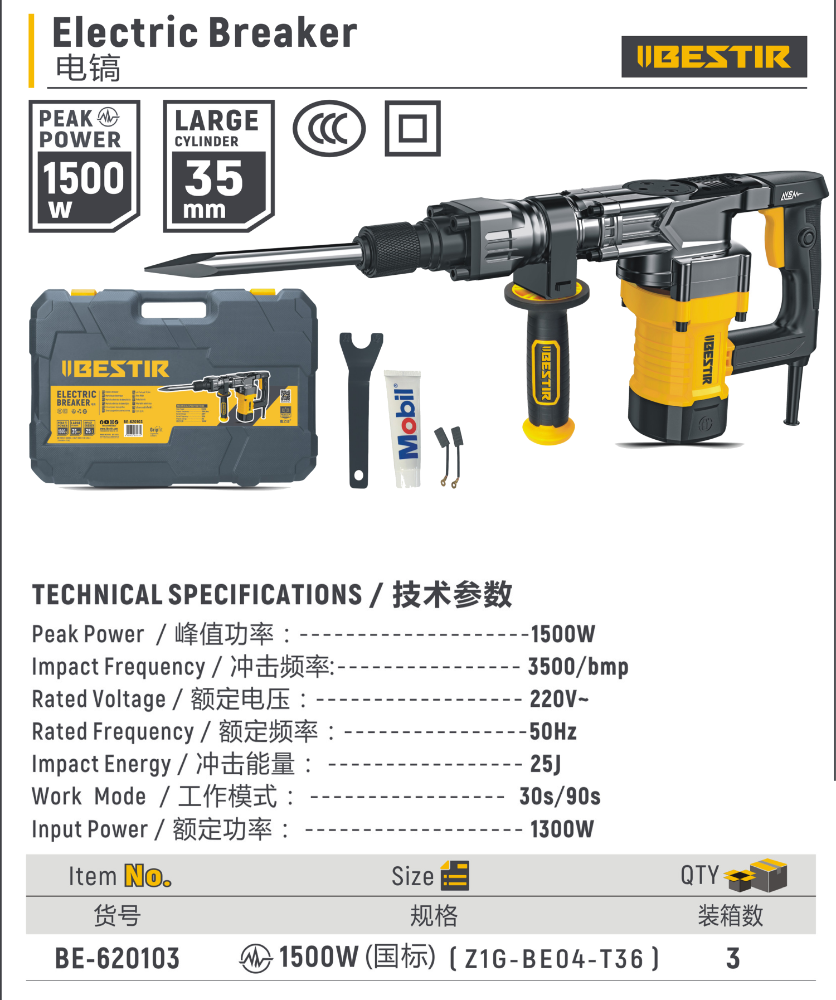 Electric Breaker
电镐
BESTIR
PEAK
POWER
1500
W
LARGE
CYLINDER
35
mm
AVSA
BESTIR
BESTIR
BESTIR
ELECTRIC
BREAKER
BE-620103
Mobil
TECHNICAL SPECIFICATIONS / 技术参数
Peak Power / 峰值功率 : -------------------1500W
Impact Frequency / 冲击频率:---------------- 3500/bmp
Rated Voltage / 额定电压 : ------------------ 220V~
Rated Frequency / 额定频率 : ----------------50Hz
Impact Energy / 冲击能量 : ----------------- 25J
Work Mode / 工作模式 : ----------------- 30s/90s
Input Power / 额定功率 : ------------------- 1300W
Item No. Size QTY
货号 规格 装箱数
BE-620103 1500W (国标) ( Z1G-BE04-T36 ) 3